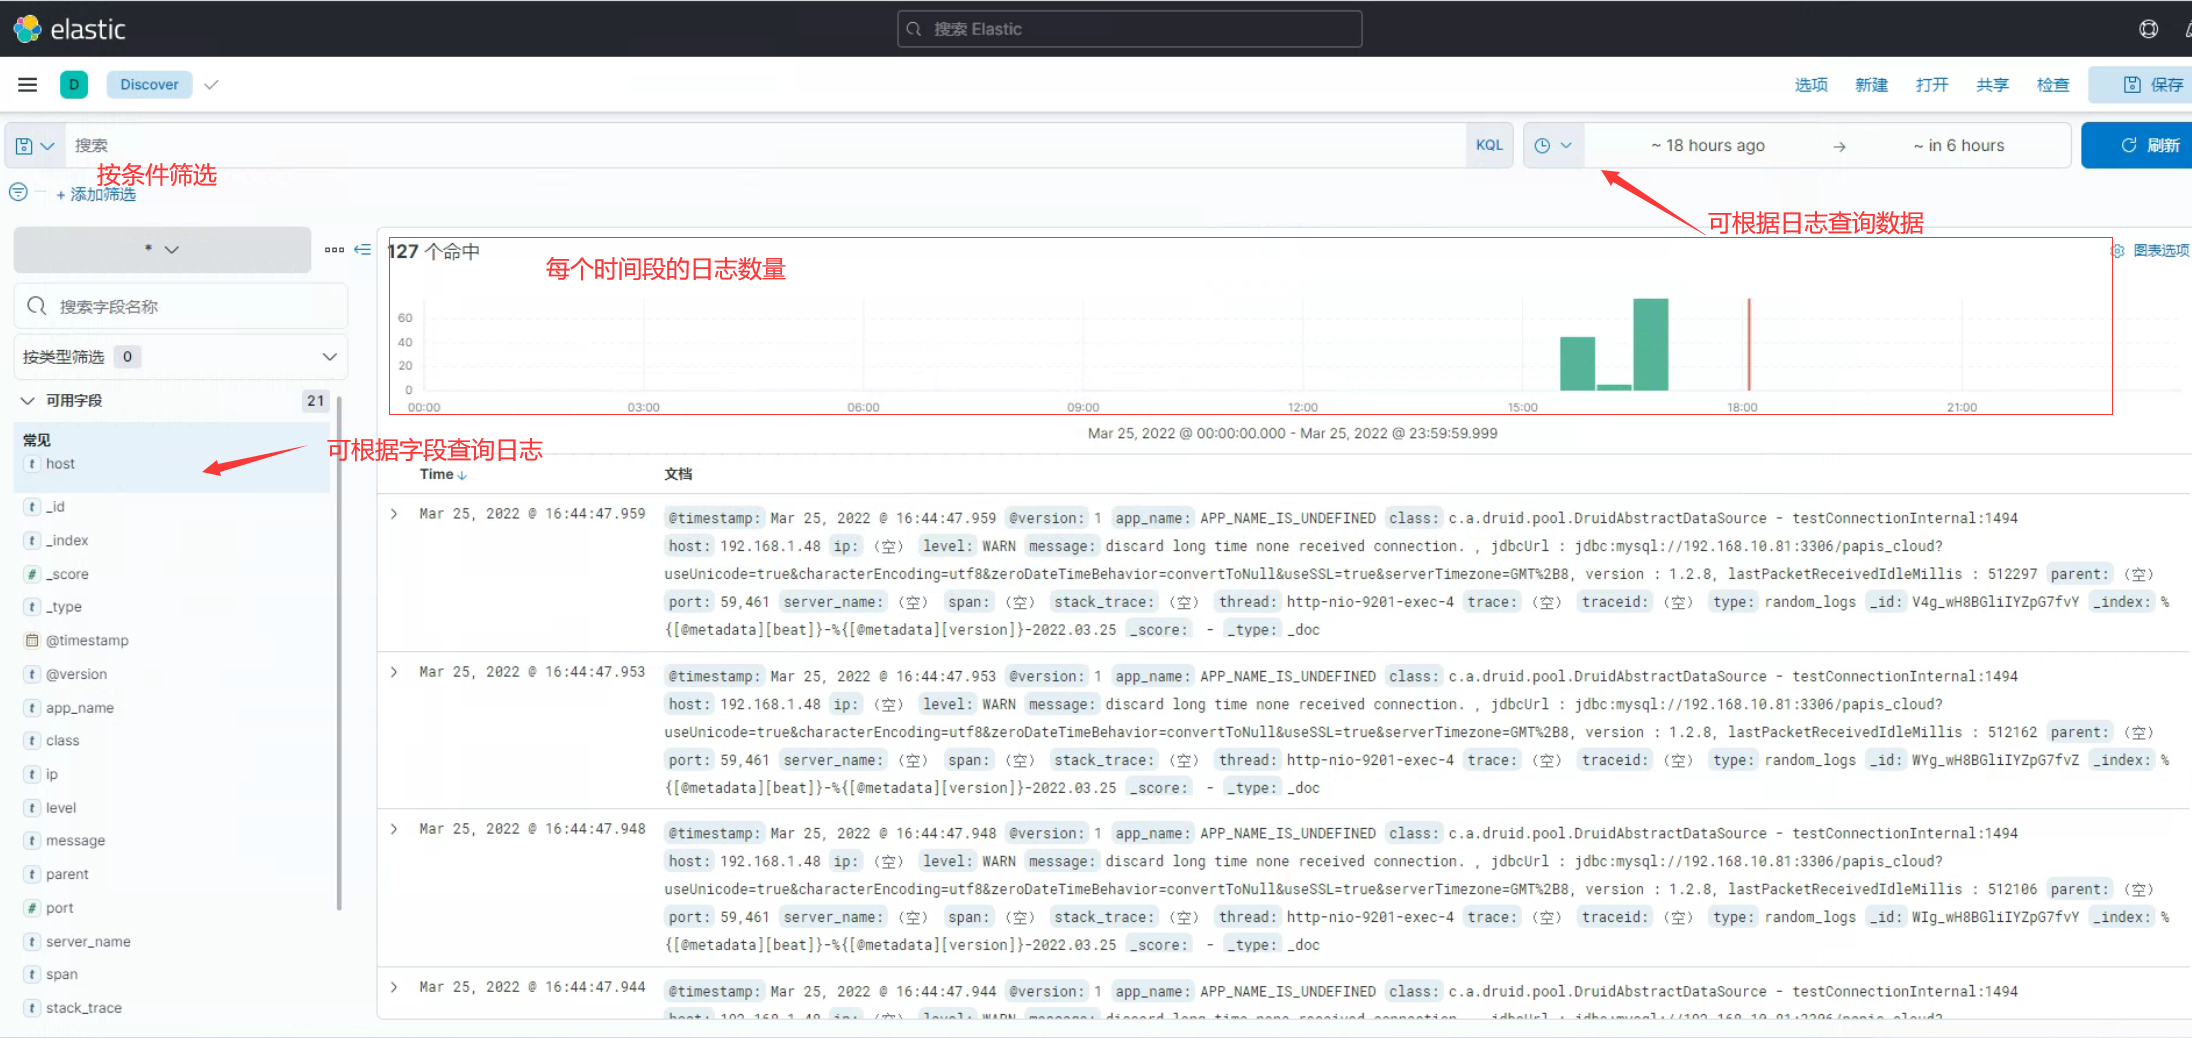 elastic
搜索 Elastic
D Discover
选项 新建 打开 共享 检查 保存
搜索 KQL ~ 18 hours ago → ~ in 6 hours 刷新
按条件筛选
+ 添加筛选
可根据日志查询数据
*
127 个命中
图表选项
每个时间段的日志数量
搜索字段名称
按类型筛选 0
可用字段 21
常见
t host
可根据字段查询日志
t _id
t _index
# _score
t _type
@timestamp
t @version
t app_name
t class
t ip
t level
t message
t parent
# port
t server_name
t span
t stack_trace
60
40
20
0
00:00 03:00 06:00 09:00 12:00 15:00 18:00 21:00
Mar 25, 2022 @ 00:00:00.000 - Mar 25, 2022 @ 23:59:59.999
Time↓ 文档
Mar 25, 2022 @ 16:44:47.959 @timestamp: Mar 25, 2022 @ 16:44:47.959 @version: 1 app_name: APP_NAME_IS_UNDEFINED class: c.a.druid.pool.DruidAbstractDataSource - testConnectionInternal:1494
host: 192.168.1.48 ip: (空) level: WARN message: discard long time none received connection. , jdbcUrl : jdbc:mysql://192.168.10.81:3306/papis_cloud?
useUnicode=true&characterEncoding=utf8&zeroDateTimeBehavior=convertToNull&useSSL=true&serverTimezone=GMT%2B8, version : 1.2.8, lastPacketReceivedIdleMillis : 512297 parent: (空)
port: 59,461 server_name: (空) span: (空) stack_trace: (空) thread: http-nio-9201-exec-4 trace: (空) traceid: (空) type: random_logs _id: V4g_wH8BGliIYZpG7fvY _index: %
{[@metadata][beat]}-%{[@metadata][version]}-2022.03.25 _score: - _type: _doc
Mar 25, 2022 @ 16:44:47.953 @timestamp: Mar 25, 2022 @ 16:44:47.953 @version: 1 app_name: APP_NAME_IS_UNDEFINED class: c.a.druid.pool.DruidAbstractDataSource - testConnectionInternal:1494
host: 192.168.1.48 ip: (空) level: WARN message: discard long time none received connection. , jdbcUrl : jdbc:mysql://192.168.10.81:3306/papis_cloud?
useUnicode=true&characterEncoding=utf8&zeroDateTimeBehavior=convertToNull&useSSL=true&serverTimezone=GMT%2B8, version : 1.2.8, lastPacketReceivedIdleMillis : 512162 parent: (空)
port: 59,461 server_name: (空) span: (空) stack_trace: (空) thread: http-nio-9201-exec-4 trace: (空) traceid: (空) type: random_logs _id: WYg_wH8BGliIYZpG7fvZ _index: %
{[@metadata][beat]}-%{[@metadata][version]}-2022.03.25 _score: - _type: _doc
Mar 25, 2022 @ 16:44:47.948 @timestamp: Mar 25, 2022 @ 16:44:47.948 @version: 1 app_name: APP_NAME_IS_UNDEFINED class: c.a.druid.pool.DruidAbstractDataSource - testConnectionInternal:1494
host: 192.168.1.48 ip: (空) level: WARN message: discard long time none received connection. , jdbcUrl : jdbc:mysql://192.168.10.81:3306/papis_cloud?
useUnicode=true&characterEncoding=utf8&zeroDateTimeBehavior=convertToNull&useSSL=true&serverTimezone=GMT%2B8, version : 1.2.8, lastPacketReceivedIdleMillis : 512106 parent: (空)
port: 59,461 server_name: (空) span: (空) stack_trace: (空) thread: http-nio-9201-exec-4 trace: (空) traceid: (空) type: random_logs _id: WIg_wH8BGliIYZpG7fvY _index: %
{[@metadata][beat]}-%{[@metadata][version]}-2022.03.25 _score: - _type: _doc
Mar 25, 2022 @ 16:44:47.944 @timestamp: Mar 25, 2022 @ 16:44:47.944 @version: 1 app_name: APP_NAME_IS_UNDEFINED class: c.a.druid.pool.DruidAbstractDataSource - testConnectionInternal:1494